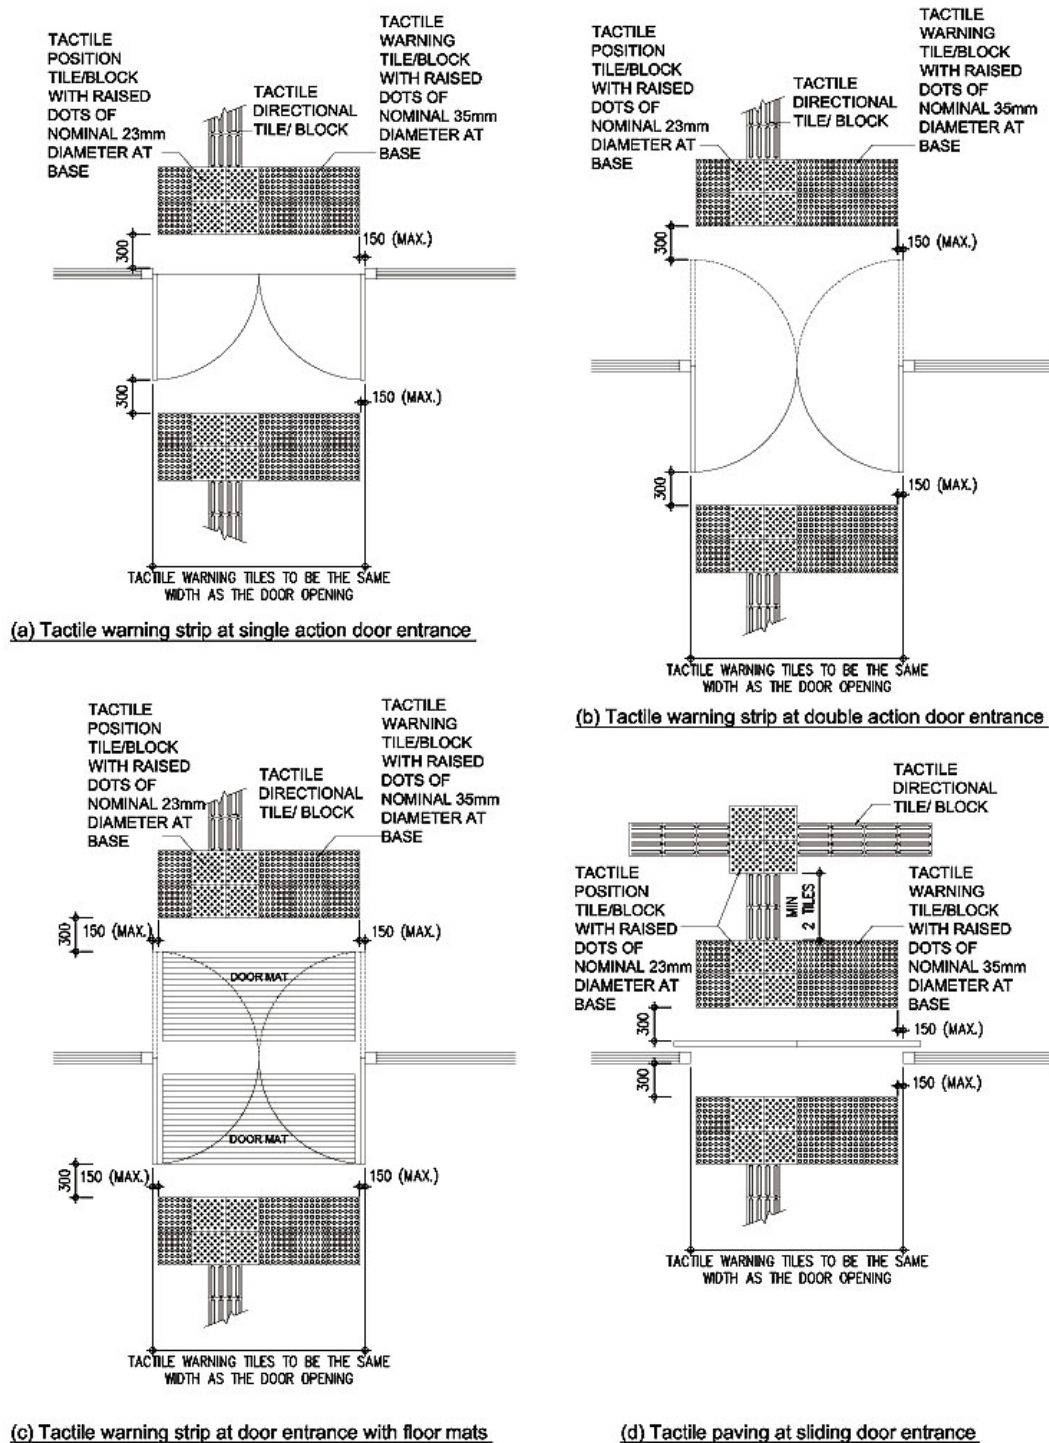 TACTILE
POSITION
TILE/BLOCK
WITH RAISED
DOTS OF
NOMINAL 23mm
DIAMETER AT
BASE
TACTILE
DIRECTIONAL
TILE/ BLOCK
TACTILE
WARNING
TILE/BLOCK
WITH RAISED
DOTS OF
NOMINAL 35mm
DIAMETER AT
BASE
150 (MAX.)
300
300
150 (MAX.)
TACTILE WARNING TILES TO BE THE SAME
WIDTH AS THE DOOR OPENING
(a) Tactile warning strip at single action door entrance
TACTILE
POSITION
TILE/BLOCK
WITH RAISED
DOTS OF
NOMINAL 23mm
DIAMETER AT
BASE
TACTILE
DIRECTIONAL
TILE/ BLOCK
TACTILE
WARNING
TILE/BLOCK
WITH RAISED
DOTS OF
NOMINAL 35mm
DIAMETER AT
BASE
300
150 (MAX.)
300
150 (MAX.)
TACTILE WARNING TILES TO BE THE SAME
WIDTH AS THE DOOR OPENING
(b) Tactile warning strip at double action door entrance
TACTILE
POSITION
TILE/BLOCK
WITH RAISED
DOTS OF
NOMINAL 23mm
DIAMETER AT
BASE
TACTILE
DIRECTIONAL
TILE/ BLOCK
TACTILE
WARNING
TILE/BLOCK
WITH RAISED
DOTS OF
NOMINAL 35mm
DIAMETER AT
BASE
300
150 (MAX.)
150 (MAX.)
DOOR MAT
DOOR MAT
300
150 (MAX.)
150 (MAX.)
TACTILE WARNING TILES TO BE THE SAME
WIDTH AS THE DOOR OPENING
(c) Tactile warning strip at door entrance with floor mats
TACTILE
DIRECTIONAL
TILE/ BLOCK
TACTILE
POSITION
TILE/BLOCK
WITH RAISED
DOTS OF
NOMINAL 23mm
DIAMETER AT
BASE
MIN
2 TILES
TACTILE
WARNING
TILE/BLOCK
WITH RAISED
DOTS OF
NOMINAL 35mm
DIAMETER AT
BASE
300
150 (MAX.)
300
150 (MAX.)
TACTILE WARNING TILES TO BE THE SAME
WIDTH AS THE DOOR OPENING
(d) Tactile paving at sliding door entrance